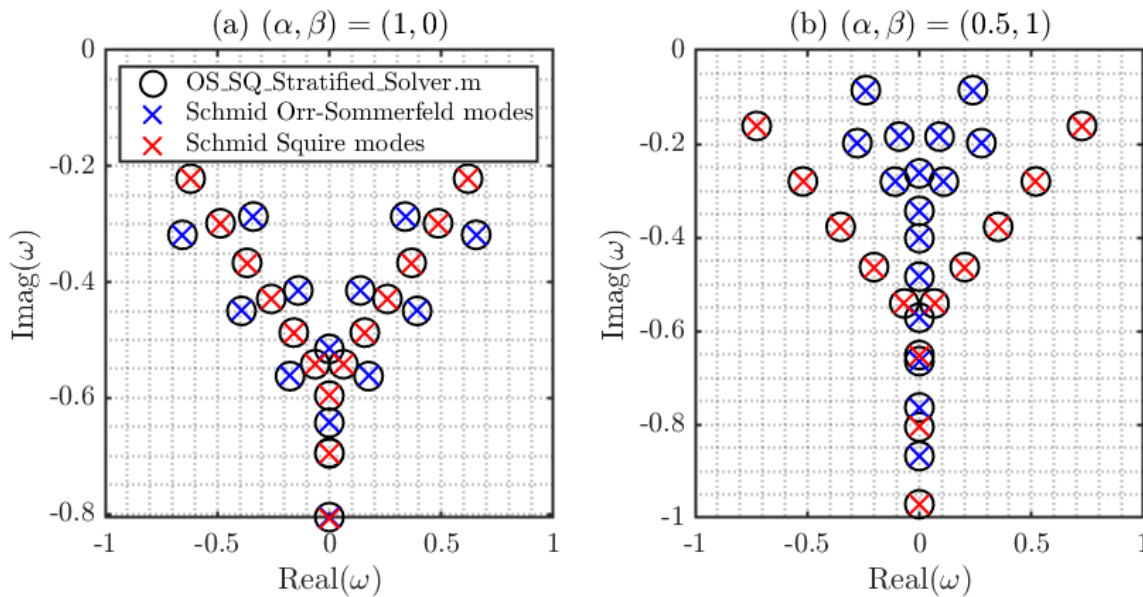 (a) (α, β) = (1, 0)
0
-0.2
-0.4
-0.6
-0.8
Imag(ω)
OS_SQ_Stratified_Solver.m
Schmid Orr-Sommerfeld modes
Schmid Squire modes
-1 -0.5 0 0.5 1
Real(ω)
(b) (α, β) = (0.5, 1)
0
-0.2
-0.4
-0.6
-0.8
-1
Imag(ω)
-1 -0.5 0 0.5 1
Real(ω)